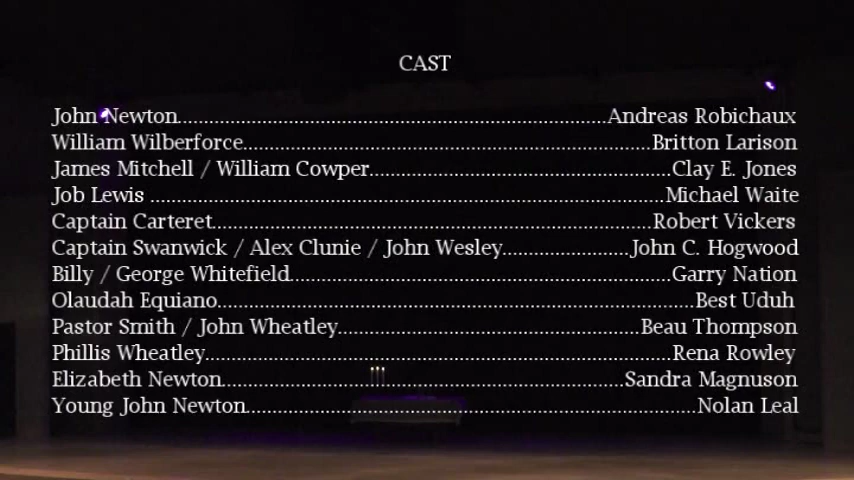 CAST
John Newton......................................................................................Andreas Robichaux
William Wilberforce..................................................................................Britton Larison
James Mitchell / William Cowper............................................................Clay E. Jones
Job Lewis .......................................................................................................Michael Waite
Captain Carteret........................................................................................Robert Vickers
Captain Swanwick / Alex Clunie / John Wesley.........................John C. Hogwood
Billy / George Whitefield............................................................................Garry Nation
Olaudah Equiano................................................................................................Best Uduh
Pastor Smith / John Wheatley............................................................Beau Thompson
Phillis Wheatley..............................................................................................Rena Rowley
Elizabeth Newton................................................................................Sandra Magnuson
Young John Newton..........................................................................................Nolan Leal